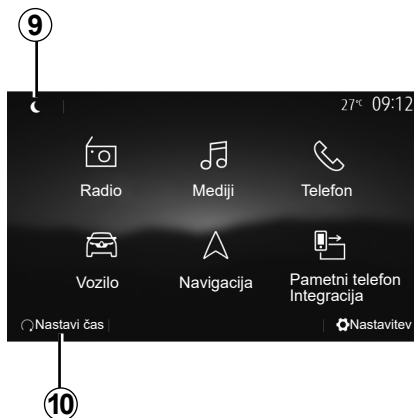 9
27°C 09:12
Radio
Mediji
Telefon
Vozilo
Navigacija
Pametni telefon
Integracija
Nastavi čas
Nastavitev
10